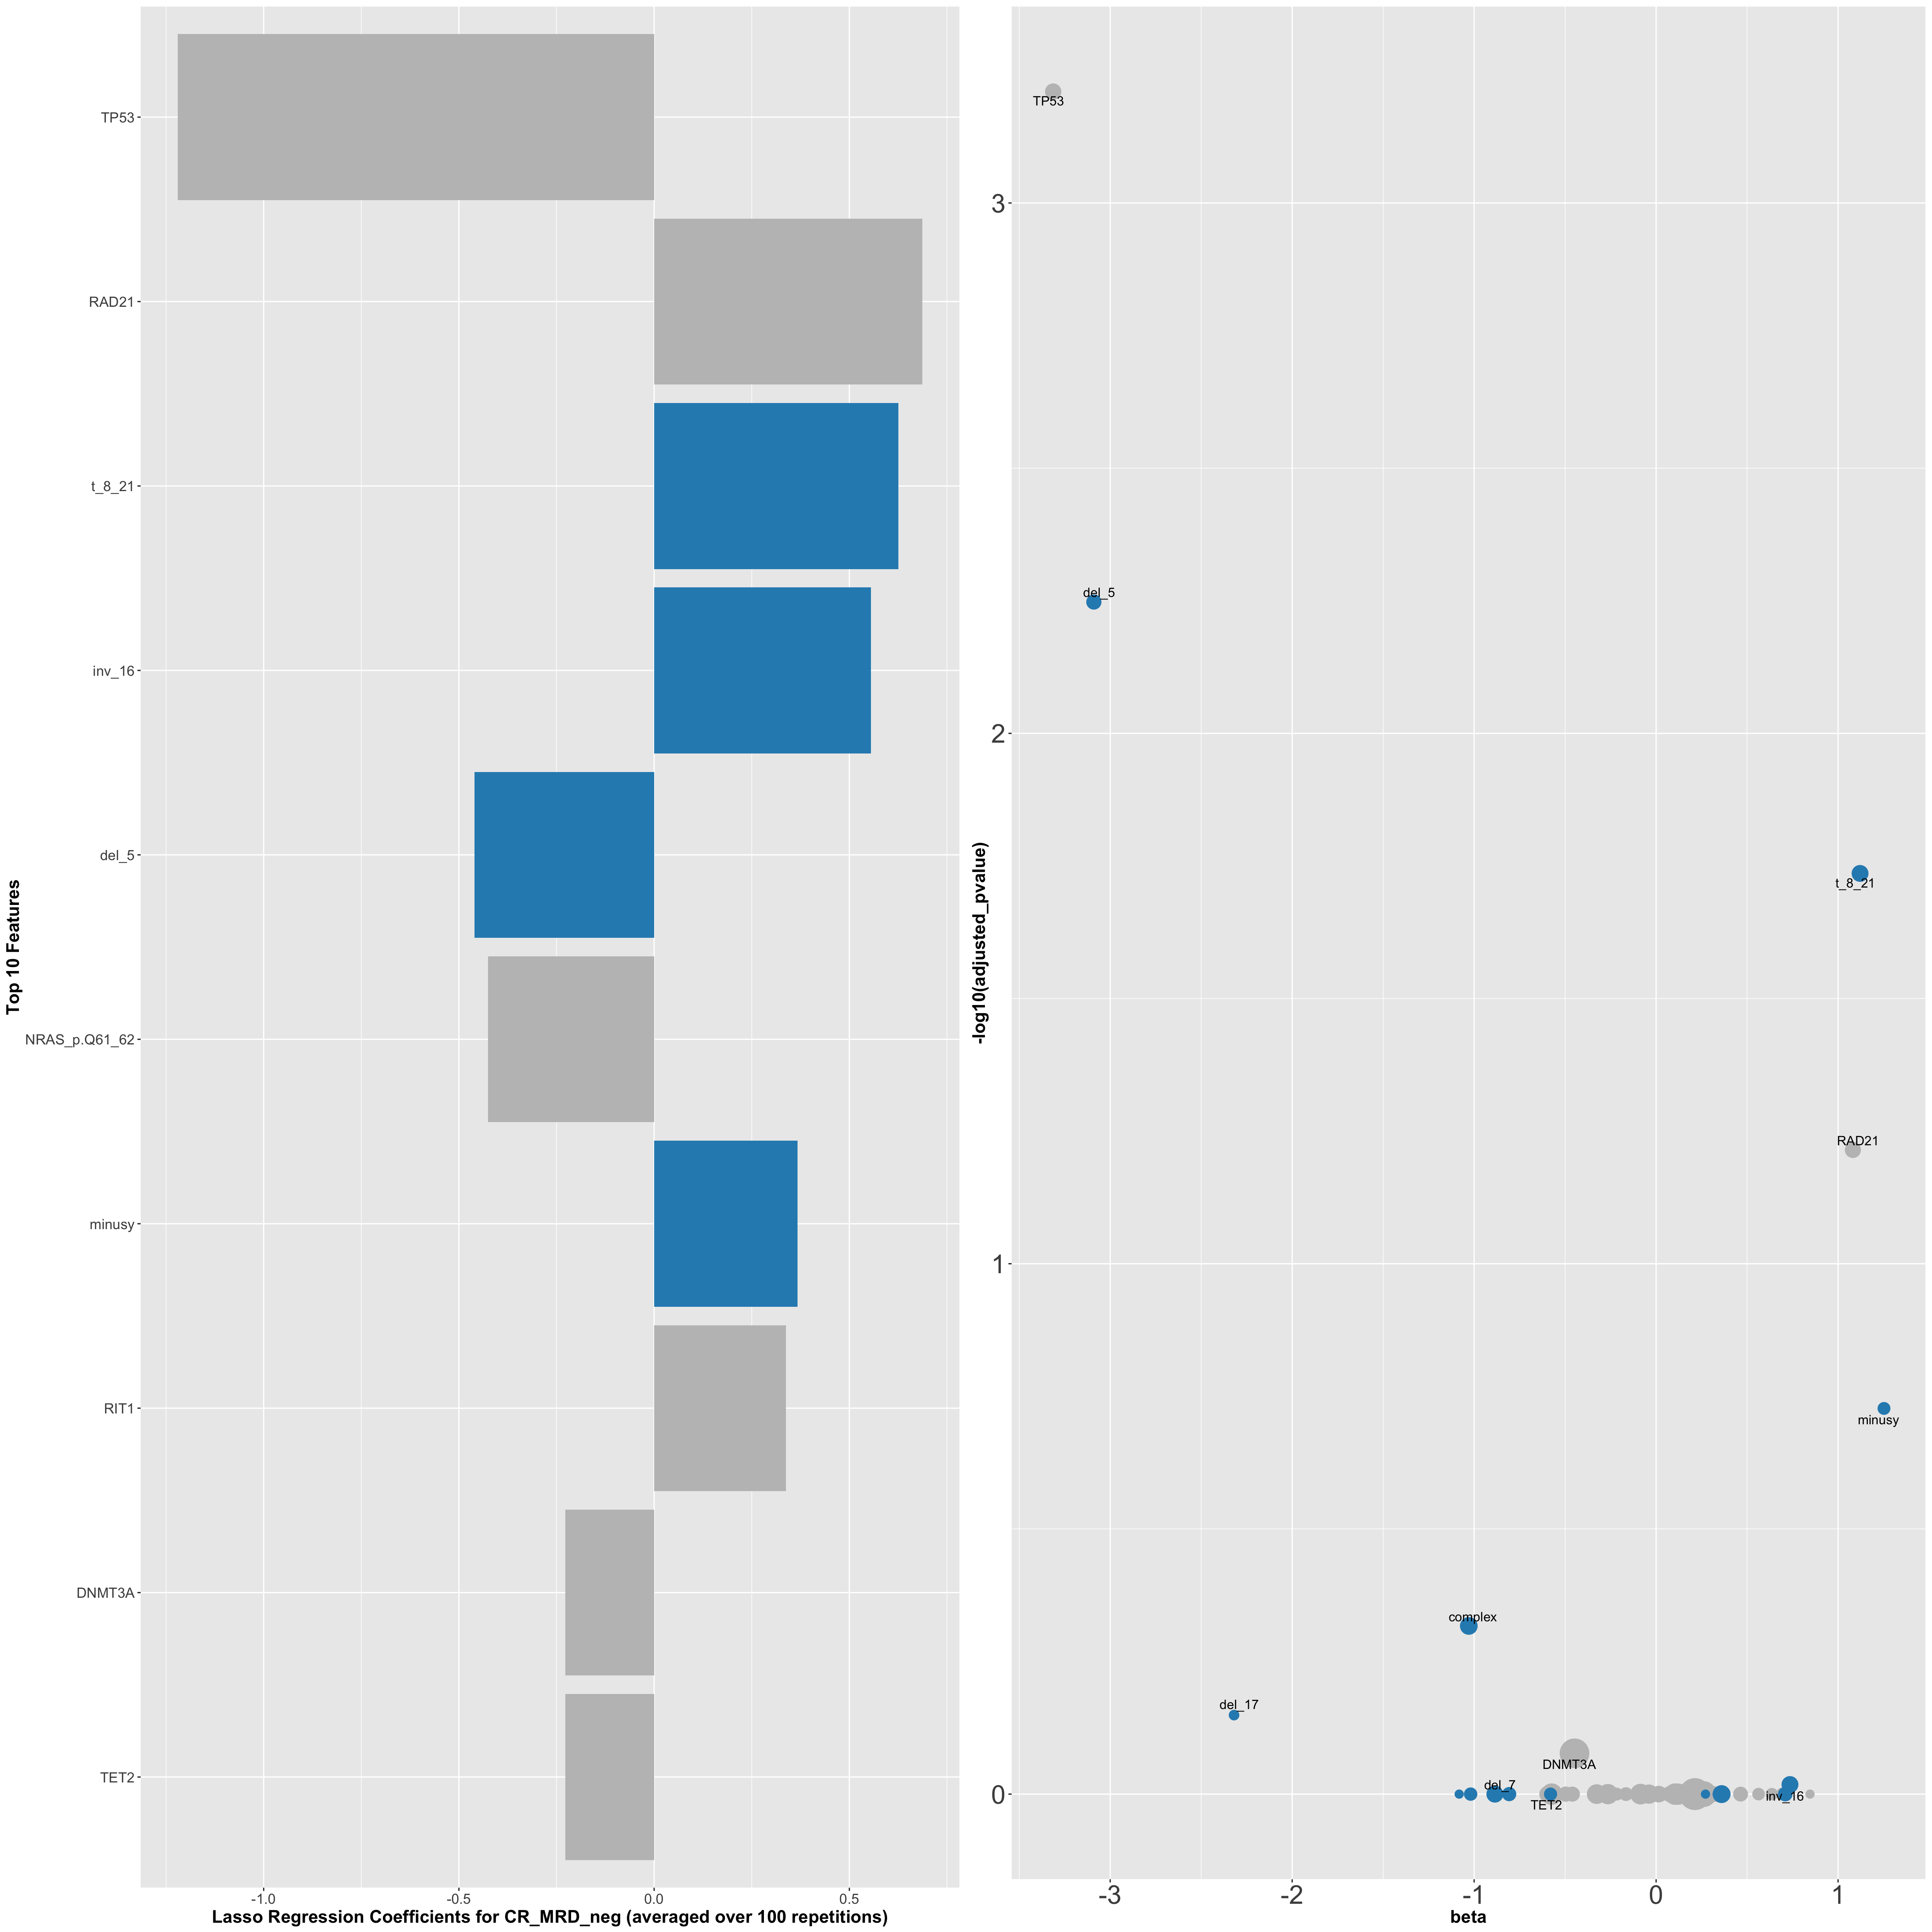 Top 10 Features
TP53
RAD21
t_8_21
inv_16
del_5
NRAS_p.Q61_62
minusy
RIT1
DNMT3A
TET2
-1.0
-0.5
0.0
0.5
Lasso Regression Coefficients for CR_MRD_neg (averaged over 100 repetitions)
-log10(adjusted_pvalue)
3
2
1
0
TP53
del_5
t_8_21
RAD21
minusy
complex
del_17
DNMT3A
del_7
inv_16
TET2
-3
-2
-1
0
1
beta